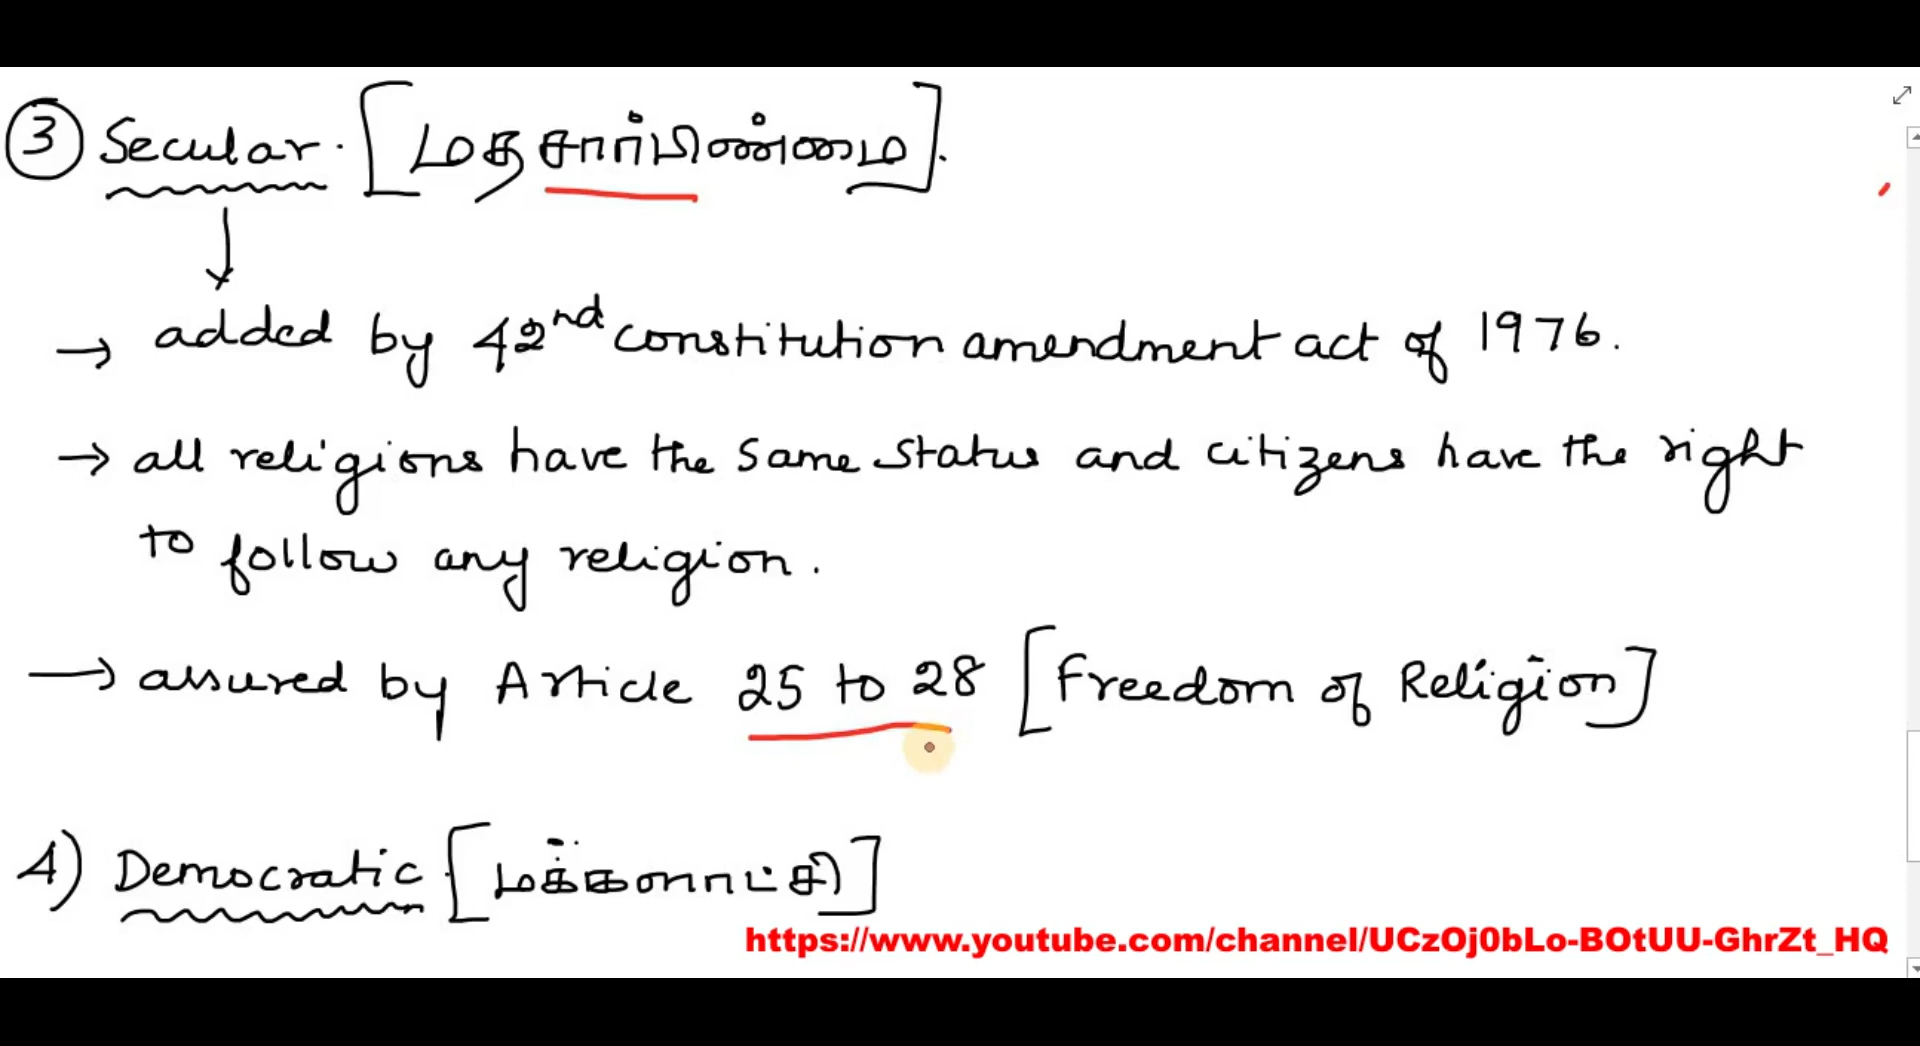 3 Secular. [மதசார்பிண்மை].
→ added by 42nd constitution amendment act of 1976.
→ all religions have the same status and citizens have the right
to follow any religion.
→ assured by Article 25 to 28 [Freedom of Religion]
4) Democratic [மக்களாட்சி]
https://www.youtube.com/channel/UCzOj0bLo-BOtUU-GhrZt_HQ